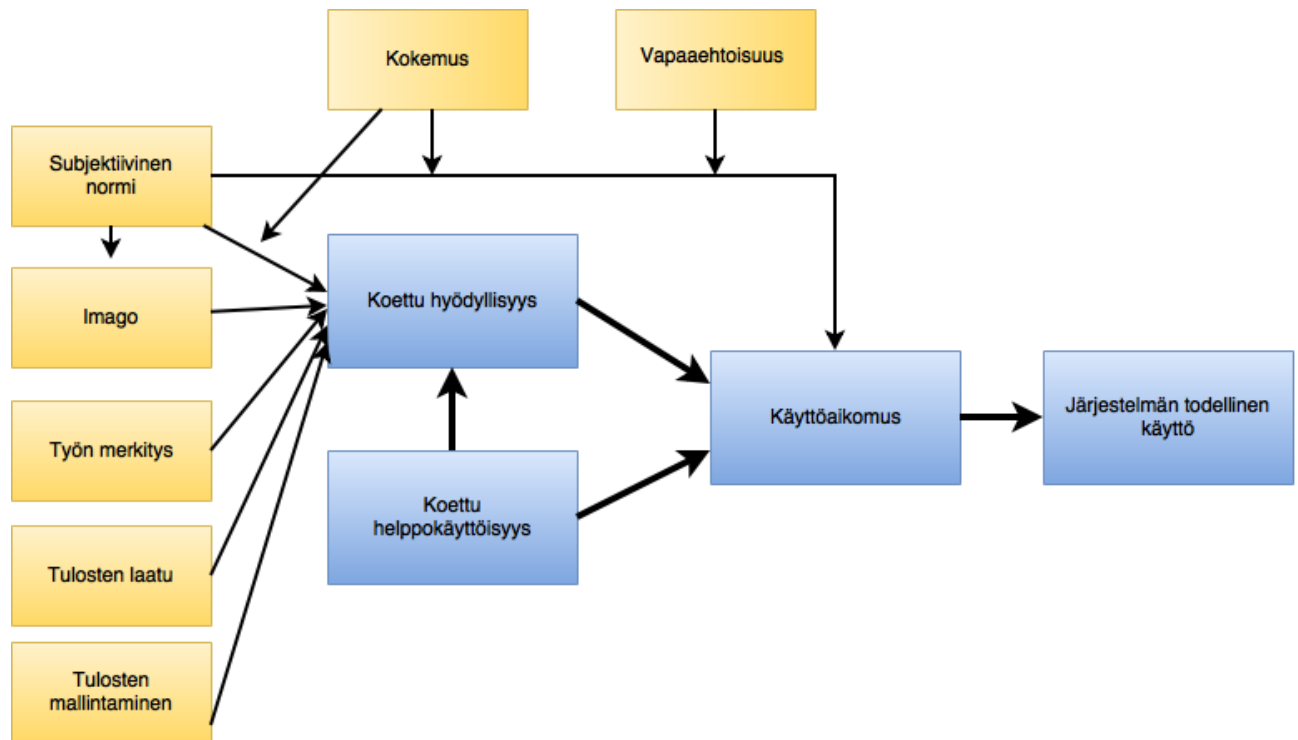 Kokemus
Vapaaehtoisuus
Subjektiivinen
normi
Imago
Koettu hyödyllisyys
Käyttöaikomus
Järjestelmän todellinen
käyttö
Työn merkitys
Koettu
helppokäyttöisyys
Tulosten laatu
Tulosten
mallintaminen